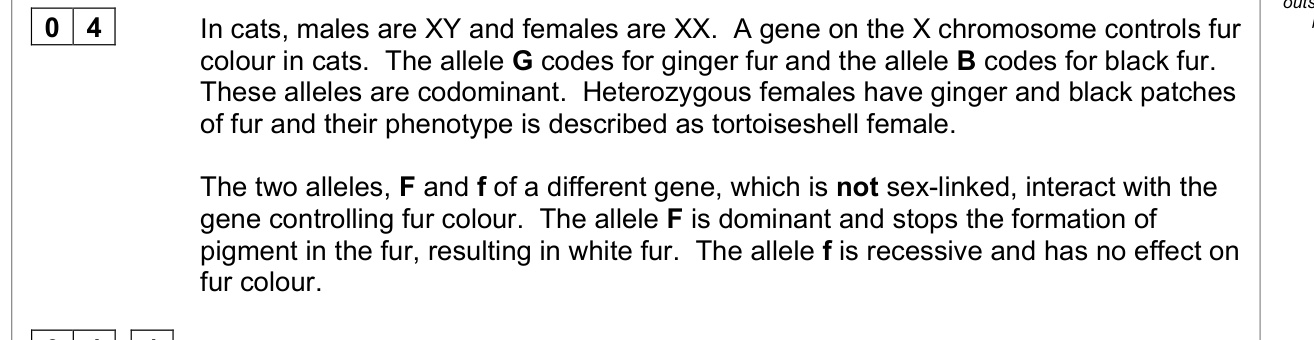 outs
0 4 In cats, males are XY and females are XX. A gene on the X chromosome controls fur
colour in cats. The allele G codes for ginger fur and the allele B codes for black fur.
These alleles are codominant. Heterozygous females have ginger and black patches
of fur and their phenotype is described as tortoiseshell female.
The two alleles, F and f of a different gene, which is not sex-linked, interact with the
gene controlling fur colour. The allele F is dominant and stops the formation of
pigment in the fur, resulting in white fur. The allele f is recessive and has no effect on
fur colour.